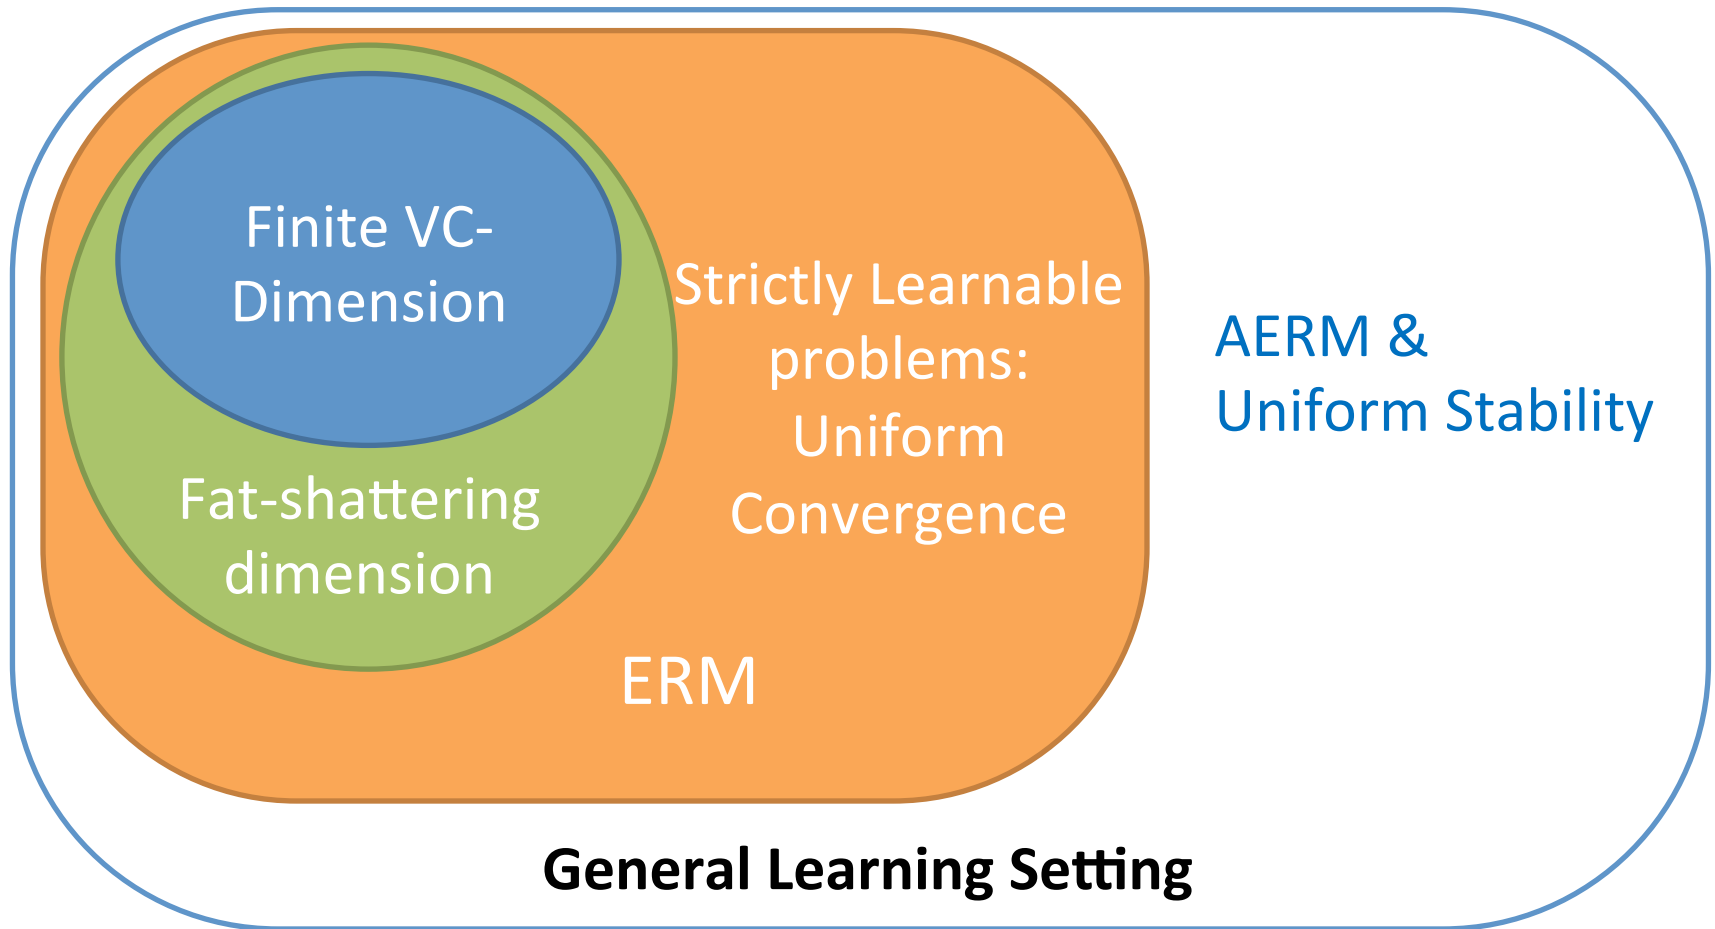 Finite VC-
Dimension
Fat-shattering
dimension
Strictly Learnable
problems:
Uniform
Convergence
ERM
AERM &
Uniform Stability
General Learning Setting